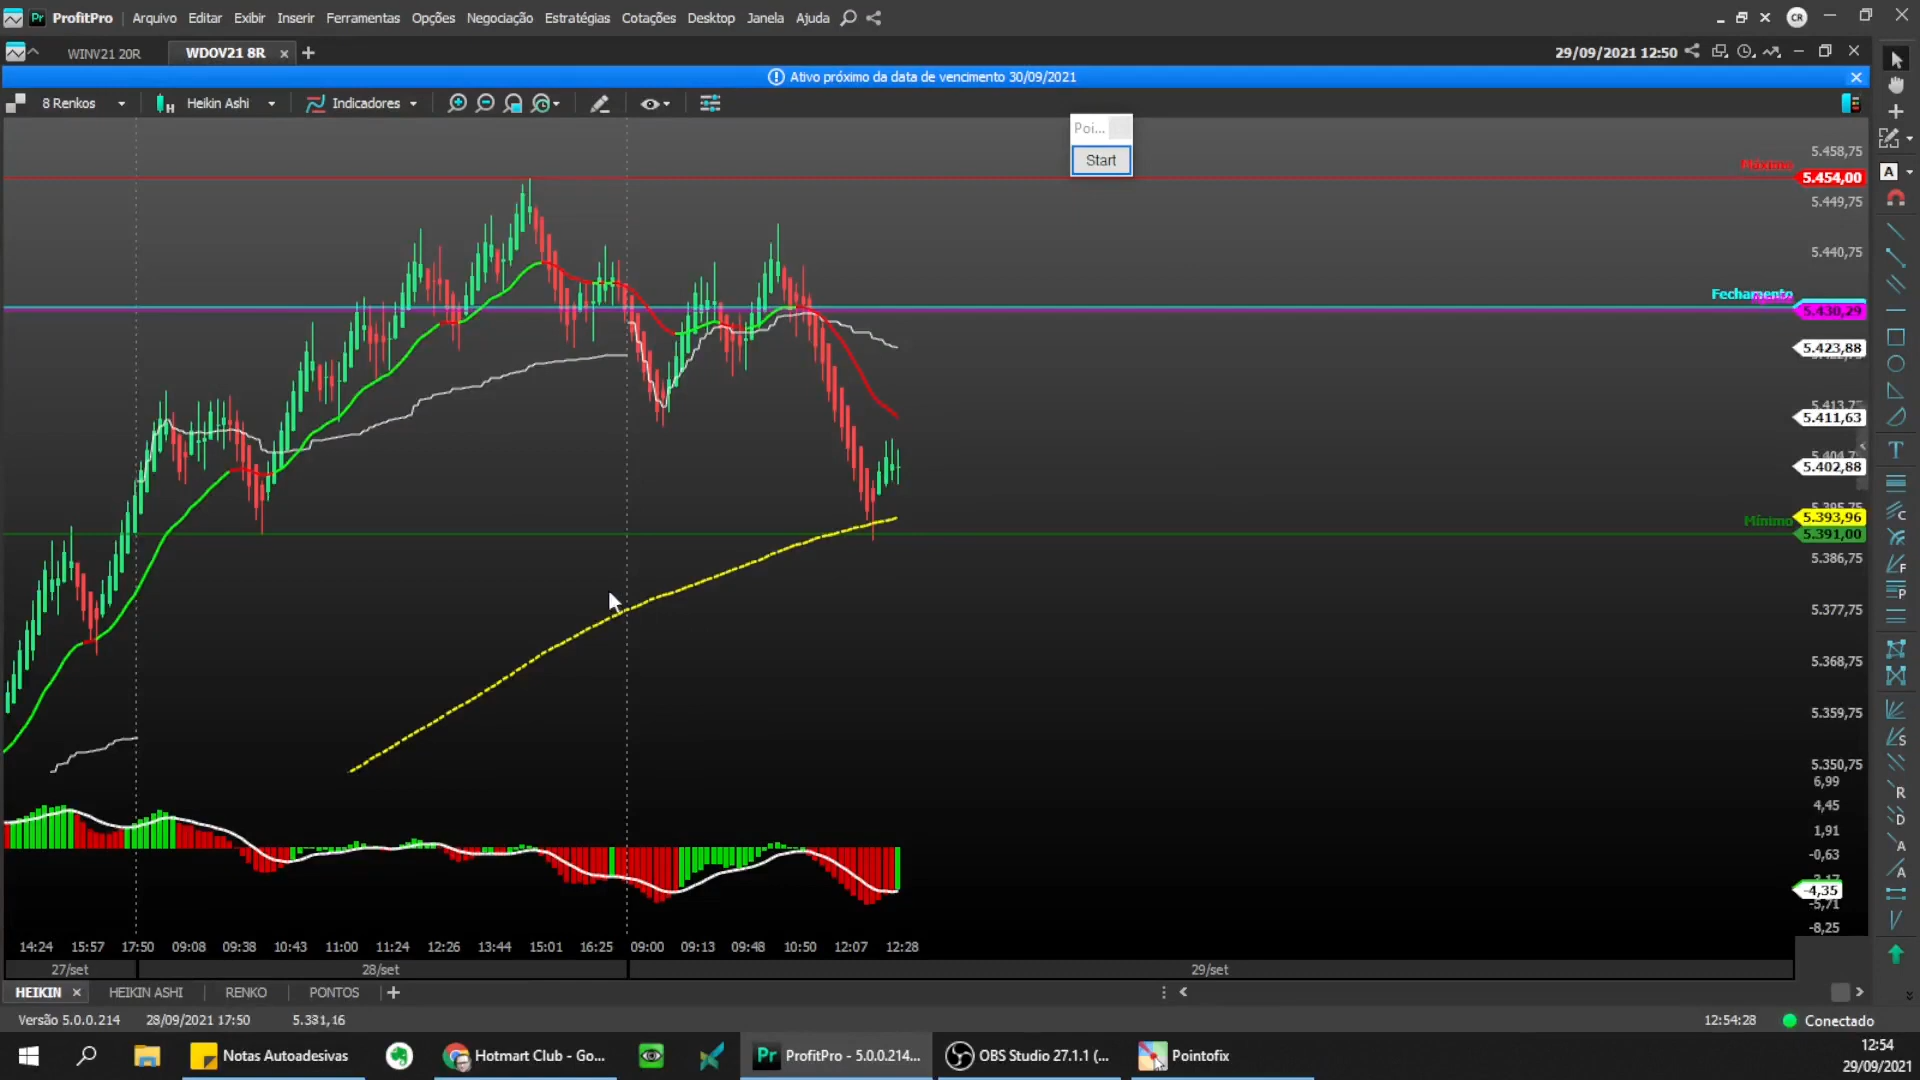 ProfitPro Arquivo Editar Exibir Inserir Ferramentas Opções Negociação Estratégias Cotações Desktop Janela Ajuda CR
WINV21 20R WDOV21 8R 29/09/2021 12:50
Ativo próximo da data de vencimento 30/09/2021
8 Renkos Heikin Ashi Indicadores
Poi...
Start
5.458,75
Máximo 5.454,00
5.449,75
5.440,75
Fechamento
5.430,29
5.423,88
5.411,63
5.402,88
5.393,96
Mínimo 5.391,00
5.386,75
5.377,75
5.368,75
5.359,75
5.350,75
6,99
4,45
1,91
-0,63
-4,35
-5,71
-8,25
14:24 15:57 17:50 09:08 09:38 10:43 11:00 11:24 12:26 13:44 15:01 16:25 09:00 09:13 09:48 10:50 12:07 12:28
27/set 28/set 29/set
HEIKIN HEIKIN ASHI RENKO PONTOS
Versão 5.0.0.214 28/09/2021 17:50 5.331,16 12:54:28 Conectado
Notas Autoadesivas Hotmart Club - Go... Pr ProfitPro - 5.0.0.214... OBS Studio 27.1.1 (... Pointofix
12:54
29/09/2021